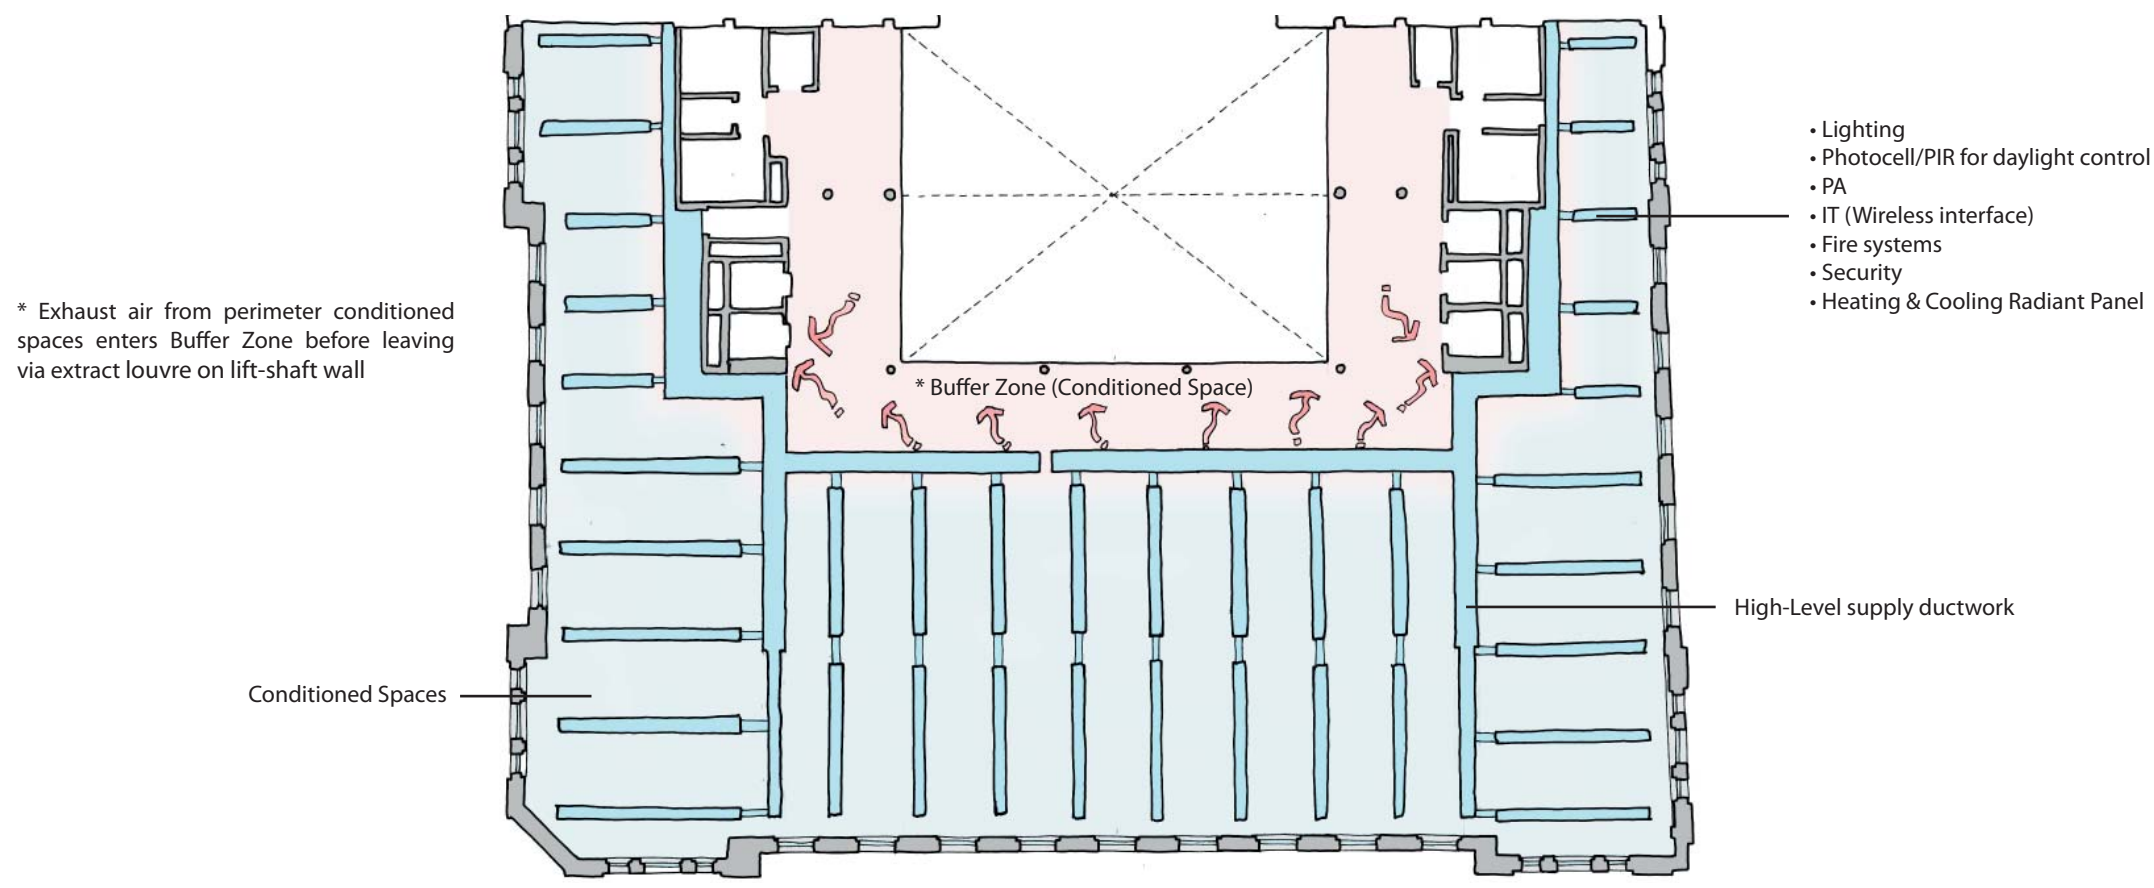 * Exhaust air from perimeter conditioned
spaces enters Buffer Zone before leaving
via extract louvre on lift-shaft wall
Conditioned Spaces
* Buffer Zone (Conditioned Space)
• Lighting
• Photocell/PIR for daylight control
• PA
• IT (Wireless interface)
• Fire systems
• Security
• Heating & Cooling Radiant Panel
High-Level supply ductwork